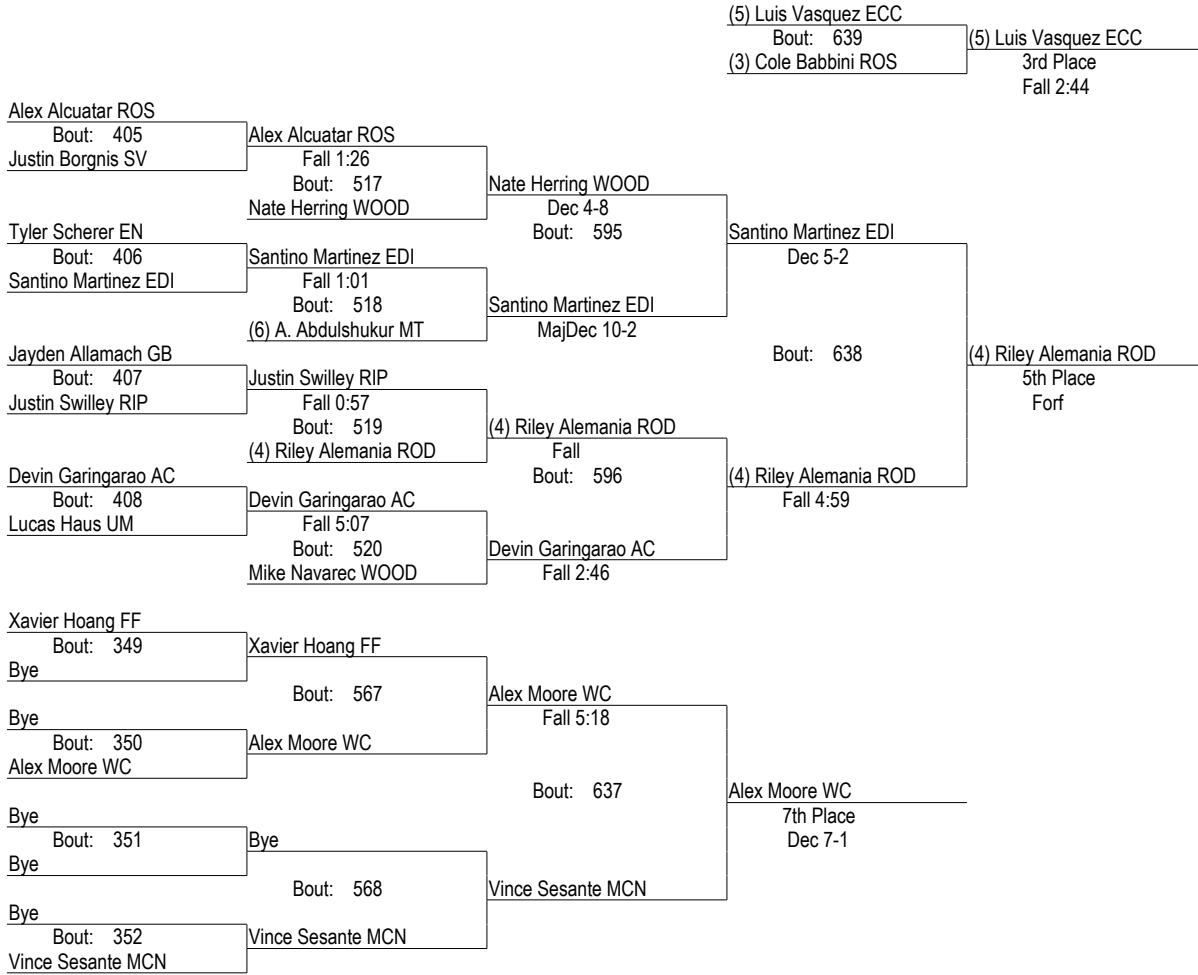 (5) Luis Vasquez ECC
Bout: 639
(5) Luis Vasquez ECC
(3) Cole Babbini ROS
3rd Place
Fall 2:44
Alex Alcuatar ROS
Bout: 405
Alex Alcuatar ROS
Justin Borgnis SV
Fall 1:26
Bout: 517
Nate Herring WOOD
Nate Herring WOOD
Dec 4-8
Tyler Scherer EN
Bout: 595
Santino Martinez EDI
Bout: 406
Santino Martinez EDI
Dec 5-2
Santino Martinez EDI
Fall 1:01
Bout: 518
Santino Martinez EDI
(6) A. Abdulshukur MT
MajDec 10-2
Jayden Allamach GB
Bout: 638
(4) Riley Alemania ROD
Bout: 407
Justin Swilley RIP
5th Place
Justin Swilley RIP
Fall 0:57
Forf
Bout: 519
(4) Riley Alemania ROD
(4) Riley Alemania ROD
Fall
Devin Garingarao AC
Bout: 596
(4) Riley Alemania ROD
Bout: 408
Devin Garingarao AC
Fall 4:59
Lucas Haus UM
Fall 5:07
Bout: 520
Devin Garingarao AC
Mike Navarec WOOD
Fall 2:46
Xavier Hoang FF
Bout: 349
Xavier Hoang FF
Bye
Bout: 567
Alex Moore WC
Bye
Fall 5:18
Bout: 350
Alex Moore WC
Alex Moore WC
Bout: 637
Alex Moore WC
Bye
7th Place
Bout: 351
Bye
Dec 7-1
Bye
Bout: 568
Vince Sesante MCN
Bye
Bout: 352
Vince Sesante MCN
Vince Sesante MCN